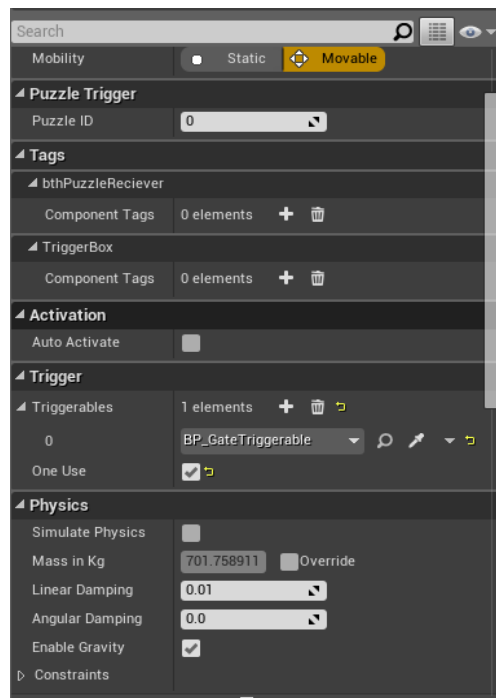 Search
Mobility Static Movable
Puzzle Trigger
Puzzle ID 0
Tags
bthPuzzleReciever
Component Tags 0 elements
TriggerBox
Component Tags 0 elements
Activation
Auto Activate
Trigger
Triggerables 1 elements
0 BP_GateTriggerable
One Use
Physics
Simulate Physics
Mass in Kg 701.758911 Override
Linear Damping 0.01
Angular Damping 0.0
Enable Gravity
Constraints